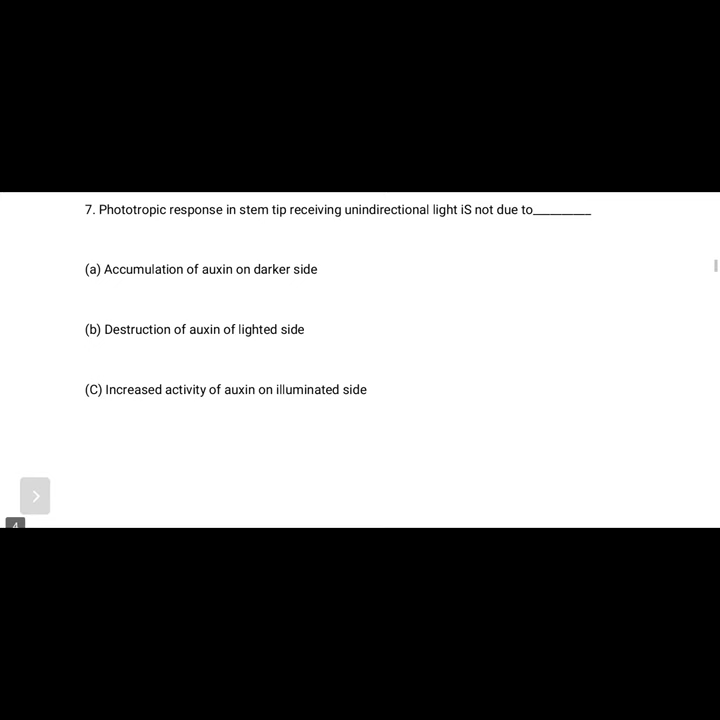 7. Phototropic response in stem tip receiving unindirectional light iS not due to__________
(a) Accumulation of auxin on darker side
(b) Destruction of auxin of lighted side
(C) Increased activity of auxin on illuminated side
4